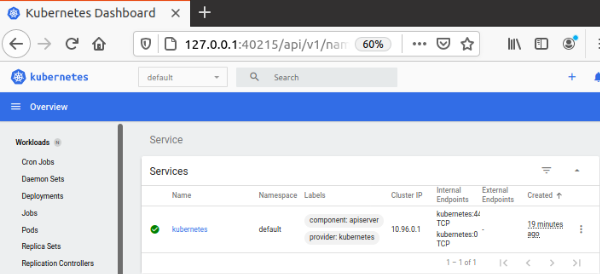 Kubernetes Dashboard
127.0.0.1:40215/api/v1/nam
60%
kubernetes
default
Search
Overview
Workloads N
Service
Cron Jobs
Daemon Sets
Deployments
Jobs
Pods
Replica Sets
Replication Controllers
Services
Name Namespace Labels Cluster IP Internal Endpoints External Endpoints Created
kubernetes default component: apiserver provider: kubernetes 10.96.0.1 kubernetes:44 TCP kubernetes:0 TCP - 19 minutes ago
1 – 1 of 1